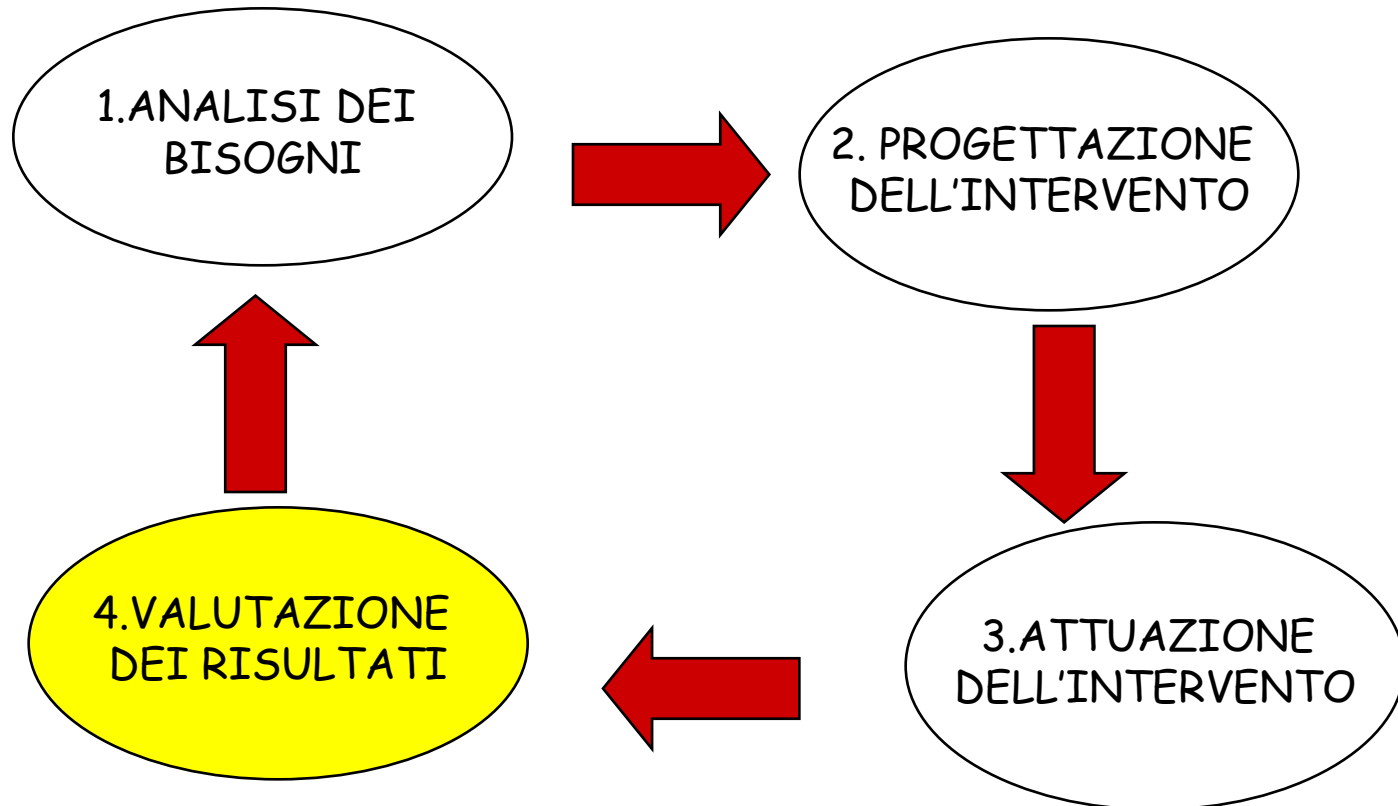 1.ANALISI DEI
BISOGNI
2. PROGETTAZIONE
DELL'INTERVENTO
3.ATTUAZIONE
DELL'INTERVENTO
4.VALUTAZIONE
DEI RISULTATI